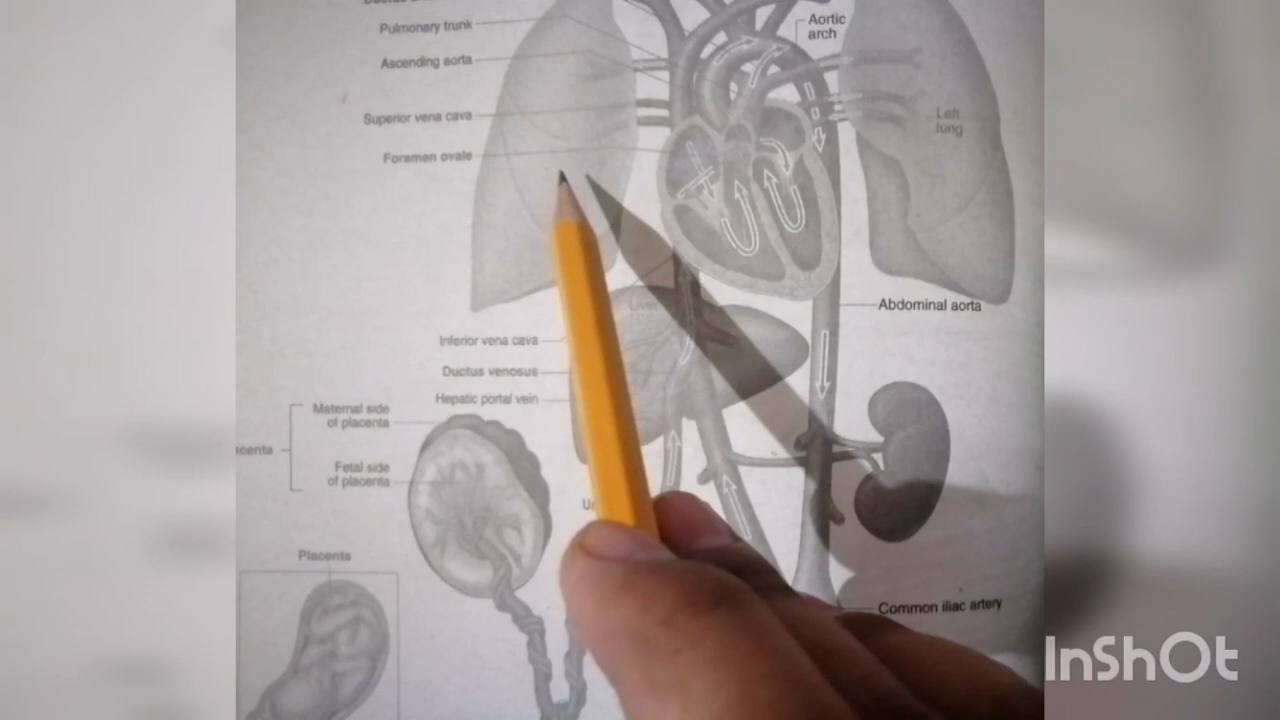 Pulmonary trunk
Ascending aorta
Superior vena cava
Foramen ovale
Aortic
arch
Left
lung
Liver
Abdominal aorta
Inferior vena cava
Ductus venosus
Hepatic portal vein
Maternal side
of placenta
Fetal side
of placenta
Placenta
Common iliac artery
InShOt